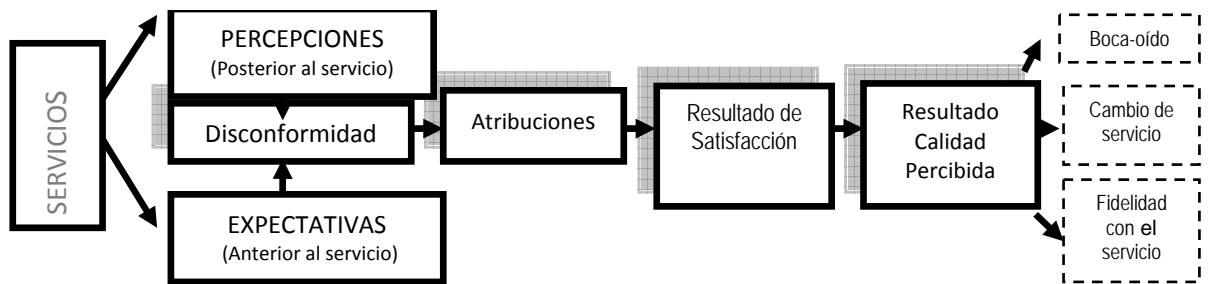 SERVICIOS
PERCEPCIONES
(Posterior al servicio)
Disconformidad
EXPECTATIVAS
(Anterior al servicio)
Atribuciones
Resultado de
Satisfacción
Resultado
Calidad
Percibida
Boca-oído
Cambio de
servicio
Fidelidad
con el
servicio